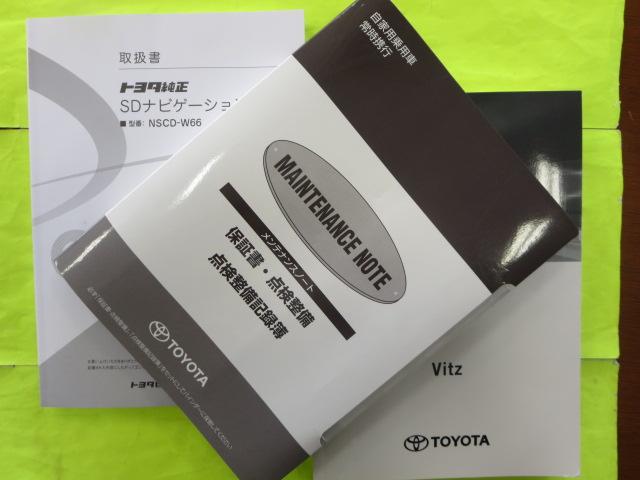 取扱書
トヨタ純正
SDナビゲーション
■ 型番: NSCD-W66
自家用乗用車
常時携行
MAINTENANCE NOTE
メンテナンスノート
保証書・点検整備
点検整備記録簿
TOYOTA
Vitz
TOYOTA